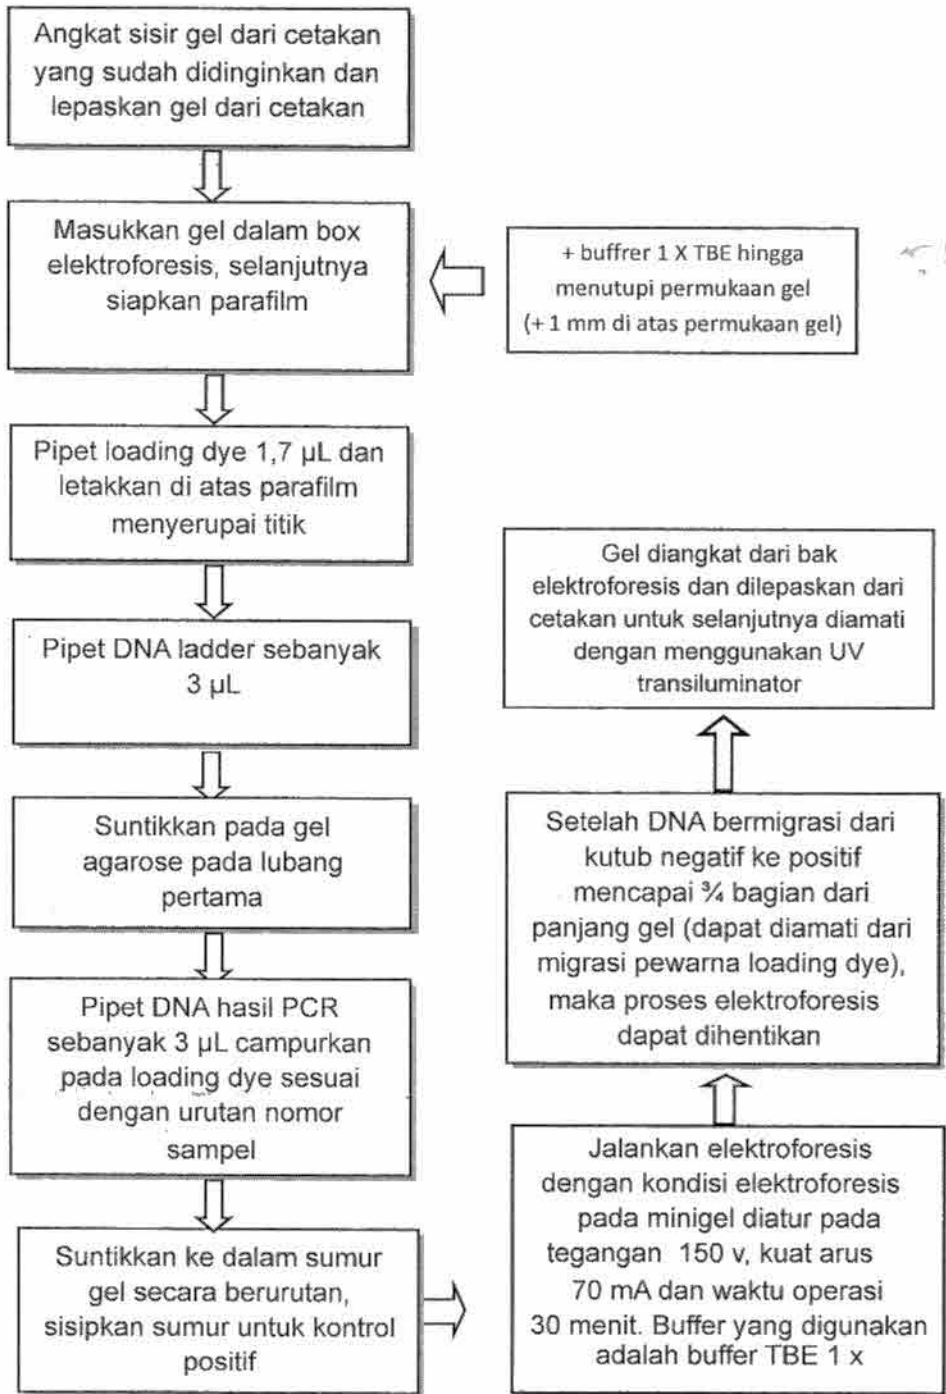 Angkat sisir gel dari cetakan
yang sudah didinginkan dan
lepaskan gel dari cetakan
Masukkan gel dalam box
elektroforesis, selanjutnya
siapkan parafilm
+ buffrer 1 X TBE hingga
menutupi permukaan gel
(+ 1 mm di atas permukaan gel)
Pipet loading dye 1,7 µL dan
letakkan di atas parafilm
menyerupai titik
Pipet DNA ladder sebanyak
3 µL
Suntikkan pada gel
agarose pada lubang
pertama
Pipet DNA hasil PCR
sebanyak 3 µL campurkan
pada loading dye sesuai
dengan urutan nomor
sampel
Suntikkan ke dalam sumur
gel secara berurutan,
sisipkan sumur untuk kontrol
positif
Jalankan elektroforesis
dengan kondisi elektroforesis
pada minigel diatur pada
tegangan 150 v, kuat arus
70 mA dan waktu operasi
30 menit. Buffer yang digunakan
adalah buffer TBE 1 x
Setelah DNA bermigrasi dari
kutub negatif ke positif
mencapai ¾ bagian dari
panjang gel (dapat diamati dari
migrasi pewarna loading dye),
maka proses elektroforesis
dapat dihentikan
Gel diangkat dari bak
elektroforesis dan dilepaskan dari
cetakan untuk selanjutnya diamati
dengan menggunakan UV
transiluminator